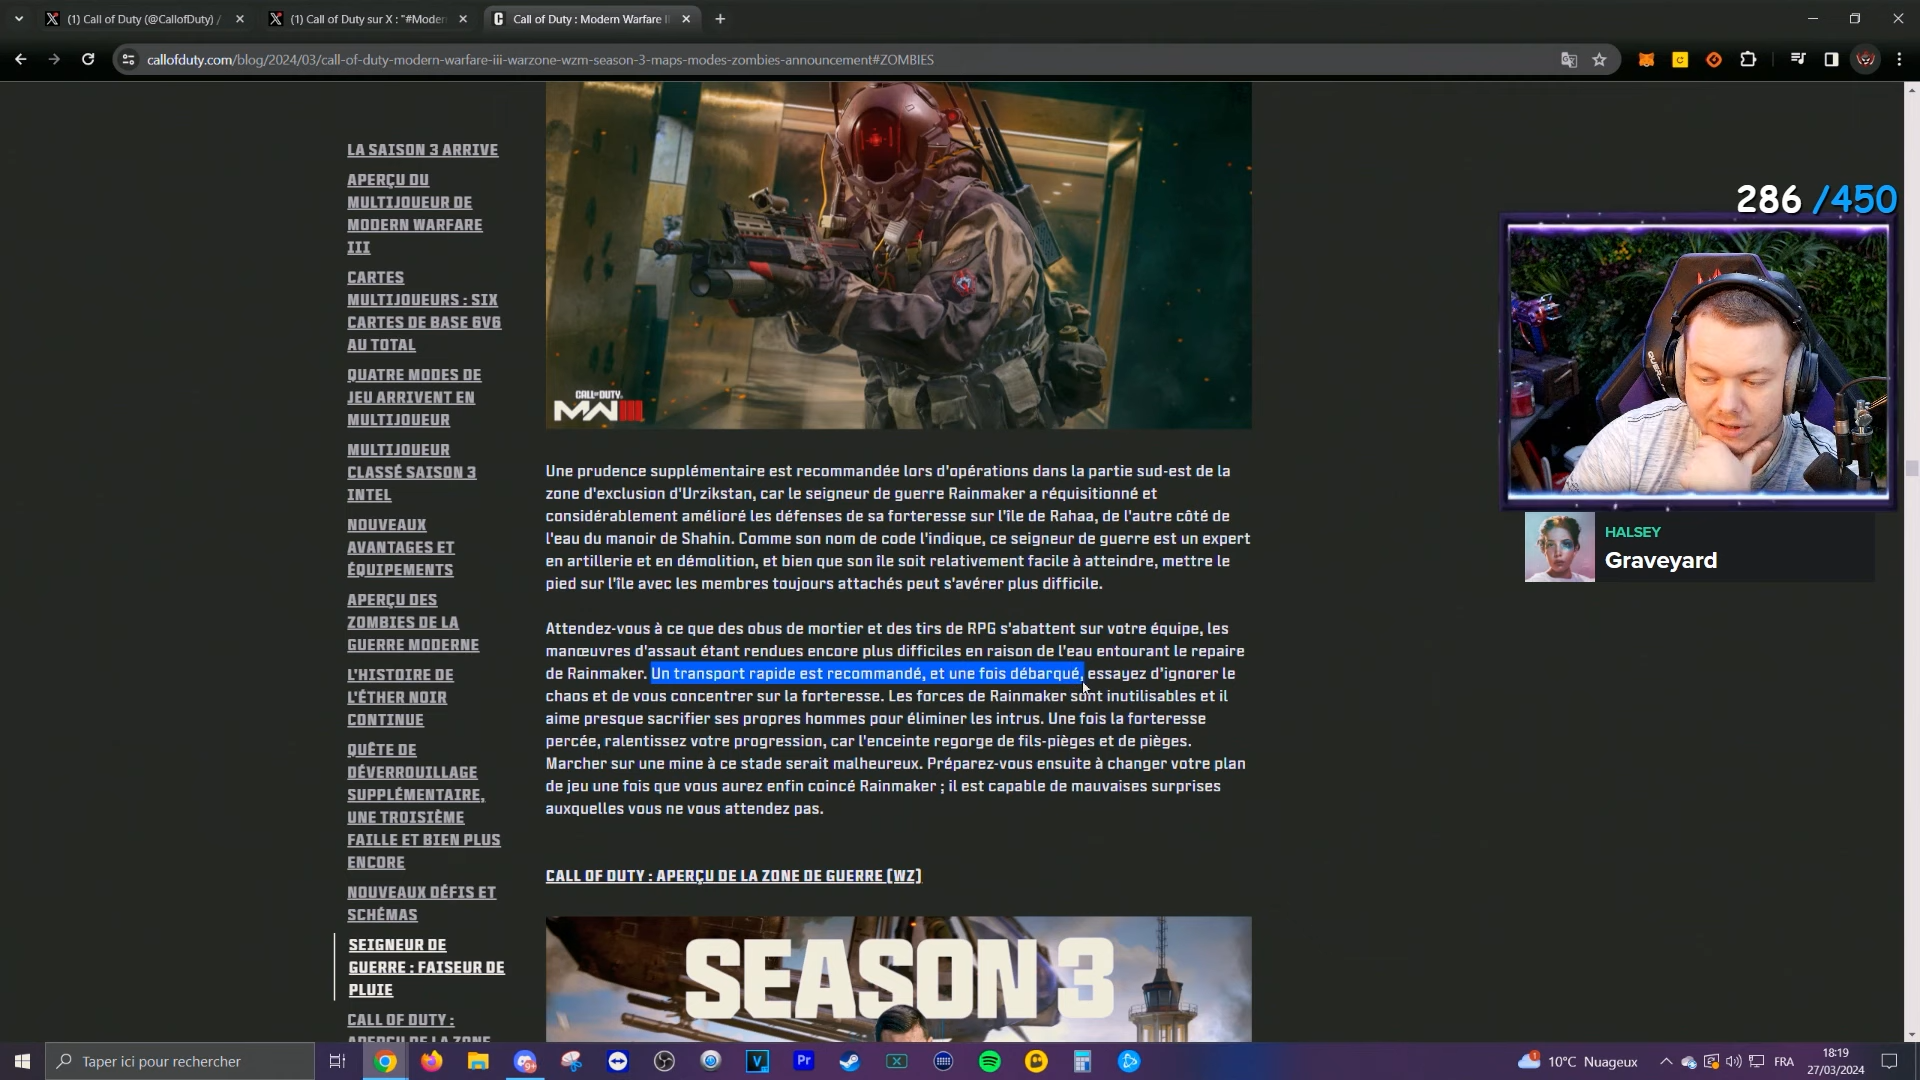 (1) Call of Duty (@CallofDuty) /
(1) Call of Duty sur X : "#Moder
Call of Duty : Modern Warfare II
callofduty.com/blog/2024/03/call-of-duty-modern-warfare-iii-warzone-wzm-season-3-maps-modes-zombies-announcement#ZOMBIES
LA SAISON 3 ARRIVE
APERÇU DU
MULTIJOUEUR DE
MODERN WARFARE
III
CARTES
MULTIJOUEURS : SIX
CARTES DE BASE 6V6
AU TOTAL
QUATRE MODES DE
JEU ARRIVENT EN
MULTIJOUEUR
MULTIJOUEUR
CLASSÉ SAISON 3
INTEL
NOUVEAUX
AVANTAGES ET
ÉQUIPEMENTS
APERÇU DES
ZOMBIES DE LA
GUERRE MODERNE
L'HISTOIRE DE
L'ÉTHER NOIR
CONTINUE
QUÊTE DE
DÉVERROUILLAGE
SUPPLÉMENTAIRE,
UNE TROISIÈME
FAILLE ET BIEN PLUS
ENCORE
NOUVEAUX DÉFIS ET
SCHÉMAS
SEIGNEUR DE
GUERRE : FAISEUR DE
PLUIE
CALL OF DUTY :
APERÇU DE LA ZONE
CALL OF DUTY
MWIII
Une prudence supplémentaire est recommandée lors d'opérations dans la partie sud-est de la
zone d'exclusion d'Urzikstan, car le seigneur de guerre Rainmaker a réquisitionné et
considérablement amélioré les défenses de sa forteresse sur l'île de Rahaa, de l'autre côté de
l'eau du manoir de Shahin. Comme son nom de code l'indique, ce seigneur de guerre est un expert
en artillerie et en démolition, et bien que son île soit relativement facile à atteindre, mettre le
pied sur l'île avec les membres toujours attachés peut s'avérer plus difficile.
Attendez-vous à ce que des obus de mortier et des tirs de RPG s'abattent sur votre équipe, les
manœuvres d'assaut étant rendues encore plus difficiles en raison de l'eau entourant le repaire
de Rainmaker. Un transport rapide est recommandé, et une fois débarqué, essayez d'ignorer le
chaos et de vous concentrer sur la forteresse. Les forces de Rainmaker sont inutilisables et il
aime presque sacrifier ses propres hommes pour éliminer les intrus. Une fois la forteresse
percée, ralentissez votre progression, car l'enceinte regorge de fils-pièges et de pièges.
Marcher sur une mine à ce stade serait malheureux. Préparez-vous ensuite à changer votre plan
de jeu une fois que vous aurez enfin coincé Rainmaker ; il est capable de mauvaises surprises
auxquelles vous ne vous attendez pas.
CALL OF DUTY : APERÇU DE LA ZONE DE GUERRE (WZ)
SEASON 3
286 /450
HALSEY
Graveyard
Taper ici pour rechercher
10°C Nuageux
FRA
18:19
27/03/2024